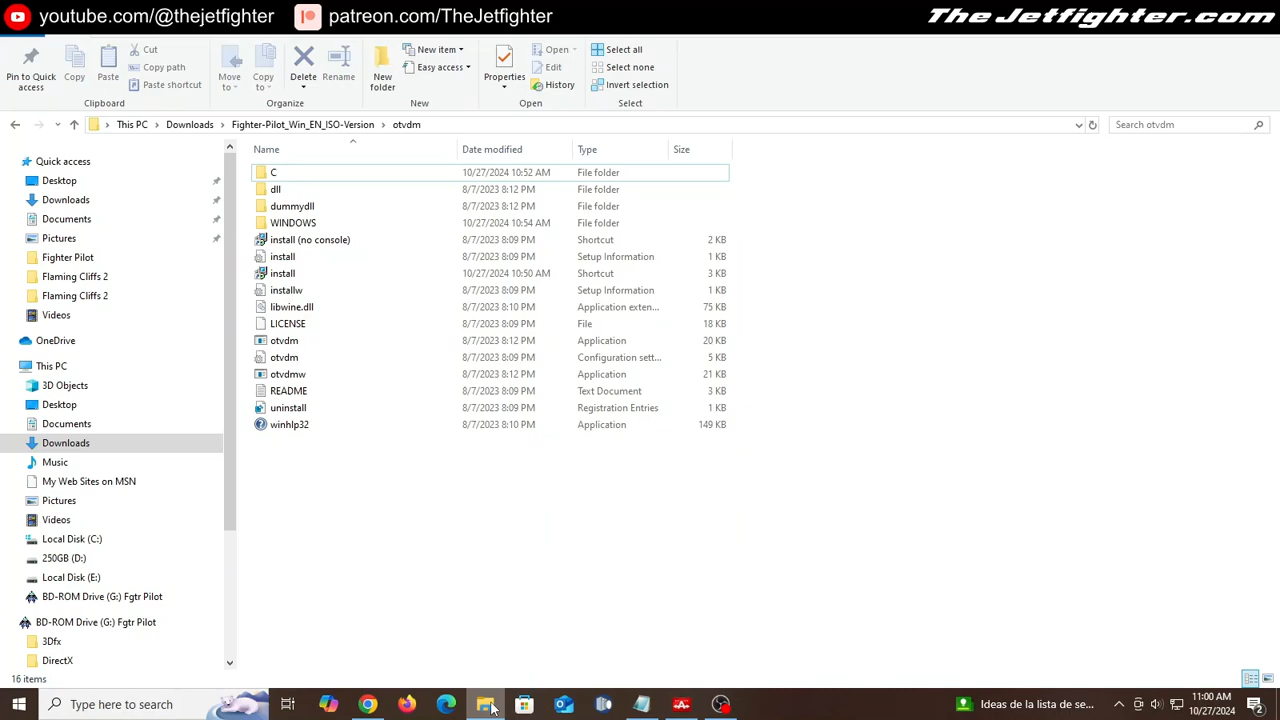 youtube.com/@thejetfighter
patreon.com/TheJetfighter
TheJetfighter.com
Pin to Quick access
Copy
Paste
Cut
Copy path
Paste shortcut
Clipboard
Move to
Copy to
Delete
Rename
Organize
New folder
New item
Easy access
New
Properties
Open
Edit
History
Open
Select all
Select none
Invert selection
Select
This PC > Downloads > Fighter-Pilot_Win_EN_ISO-Version > otvdm
Search otvdm
Quick access
Desktop
Downloads
Documents
Pictures
Fighter Pilot
Flaming Cliffs 2
Flaming Cliffs 2
Videos
OneDrive
This PC
3D Objects
Desktop
Documents
Downloads
Music
My Web Sites on MSN
Pictures
Videos
Local Disk (C:)
250GB (D:)
Local Disk (E:)
BD-ROM Drive (G:) Fgtr Pilot
BD-ROM Drive (G:) Fgtr Pilot
3Dfx
DirectX
Name Date modified Type Size
C 10/27/2024 10:52 AM File folder
dll 8/7/2023 8:12 PM File folder
dummydll 8/7/2023 8:12 PM File folder
WINDOWS 10/27/2024 10:54 AM File folder
install (no console) 8/7/2023 8:09 PM Shortcut 2 KB
install 8/7/2023 8:09 PM Setup Information 1 KB
install 10/27/2024 10:50 AM Shortcut 3 KB
installw 8/7/2023 8:09 PM Setup Information 1 KB
libwine.dll 8/7/2023 8:10 PM Application exten... 75 KB
LICENSE 8/7/2023 8:09 PM File 18 KB
otvdm 8/7/2023 8:12 PM Application 20 KB
otvdm 8/7/2023 8:09 PM Configuration sett... 5 KB
otvdmw 8/7/2023 8:12 PM Application 21 KB
README 8/7/2023 8:09 PM Text Document 3 KB
uninstall 8/7/2023 8:09 PM Registration Entries 1 KB
winhlp32 8/7/2023 8:10 PM Application 149 KB
16 items
Type here to search
Ideas de la lista de se...
11:00 AM
10/27/2024
2